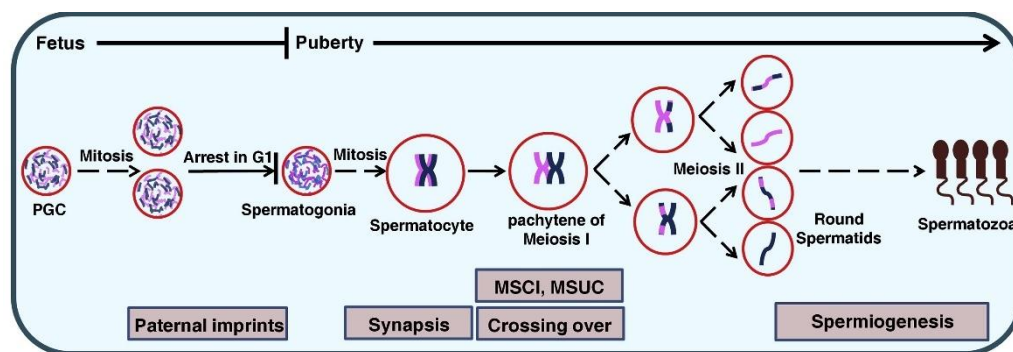 Fetus
Puberty
Mitosis
Arrest in G1
Mitosis
PGC
Spermatogonia
Spermatocyte
pachytene of
Meiosis I
Meiosis II
Round
Spermatids
Spermatozoa
MSCI, MSUC
Paternal imprints
Synapsis
Crossing over
Spermiogenesis